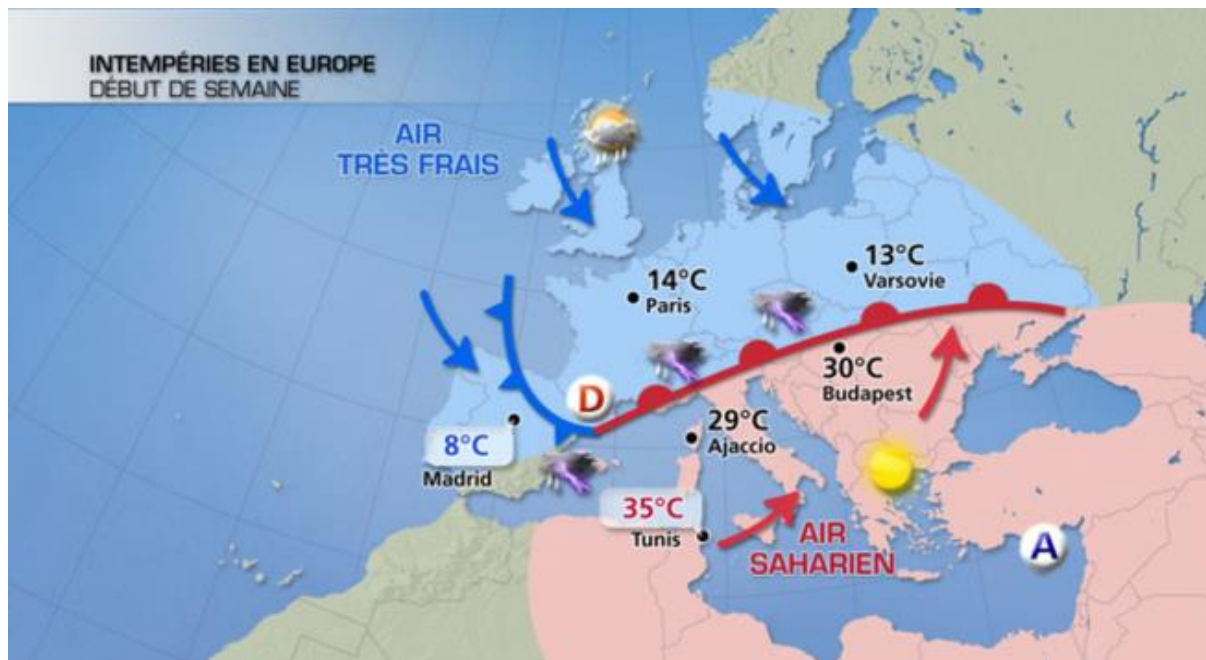 INTEMPÉRIES EN EUROPE
DÉBUT DE SEMAINE
AIR
TRÈS FRAIS
13°C
Varsovie
14°C
Paris
30°C
Budapest
D
29°C
Ajaccio
8°C
Madrid
35°C
Tunis
AIR
SAHARIEN
A